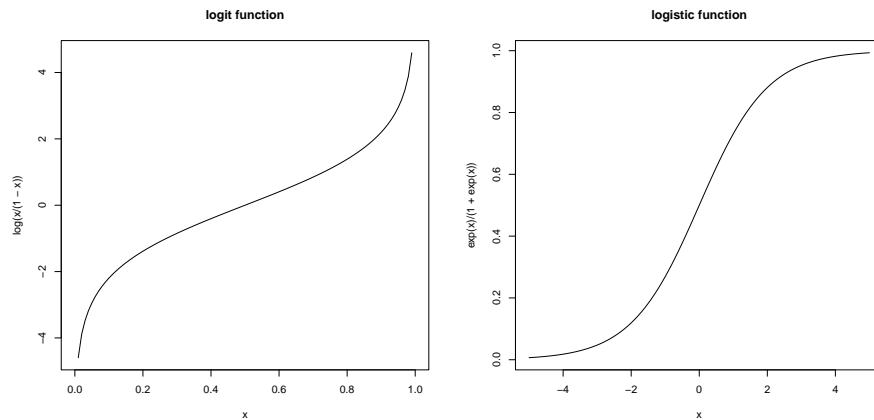 logit function
log(x/(1 − x))
4
2
0
−2
−4
0.0 0.2 0.4 0.6 0.8 1.0
x
logistic function
exp(x)/(1 + exp(x))
1.0
0.8
0.6
0.4
0.2
0.0
−4 −2 0 2 4
x